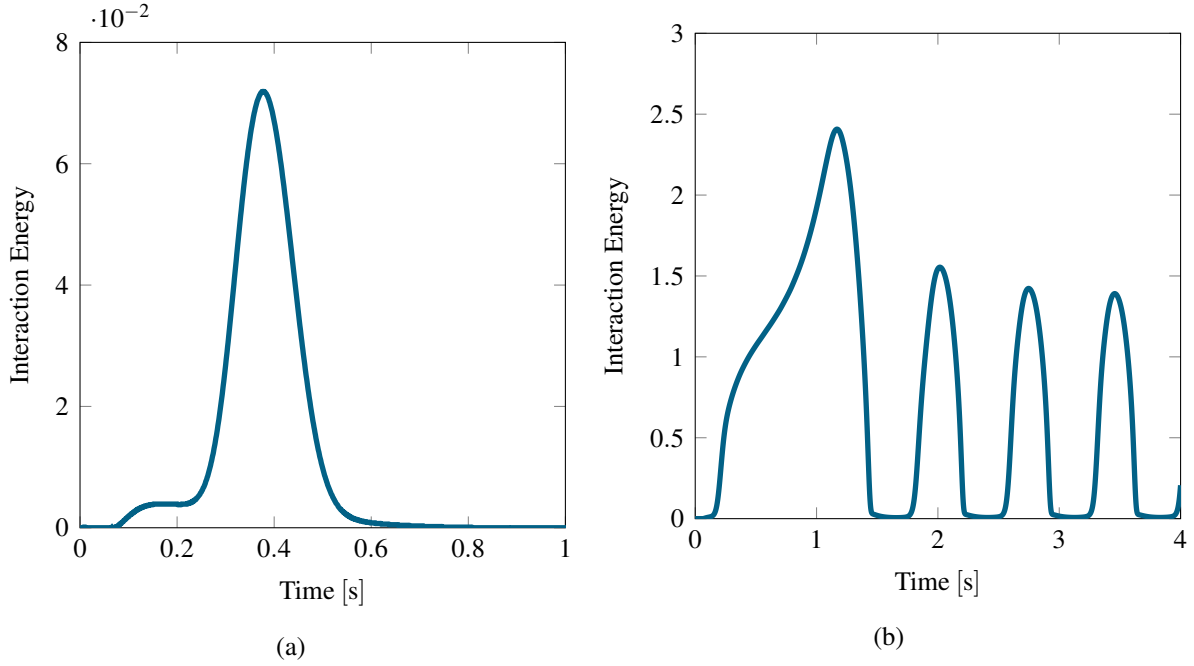 ·10−2
8
6
4
2
0
0 0.2 0.4 0.6 0.8 1
Interaction Energy
Time [s]
(a)
3
2.5
2
1.5
1
0.5
0
0 1 2 3 4
Interaction Energy
Time [s]
(b)